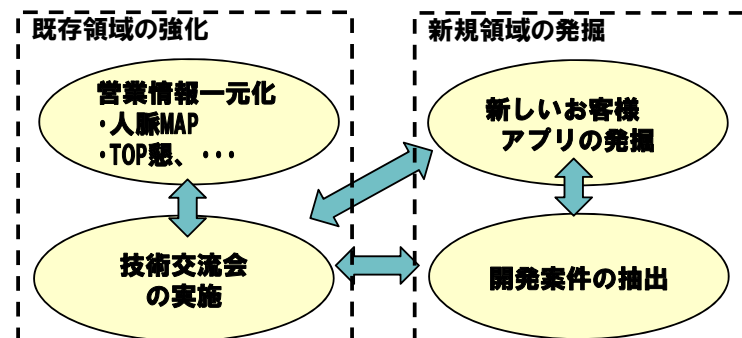 既存領域の強化
営業情報一元化
・人脈MAP
・TOP懇、・・・
技術交流会
の実施
新規領域の発掘
新しいお客様
アプリの発掘
開発案件の抽出